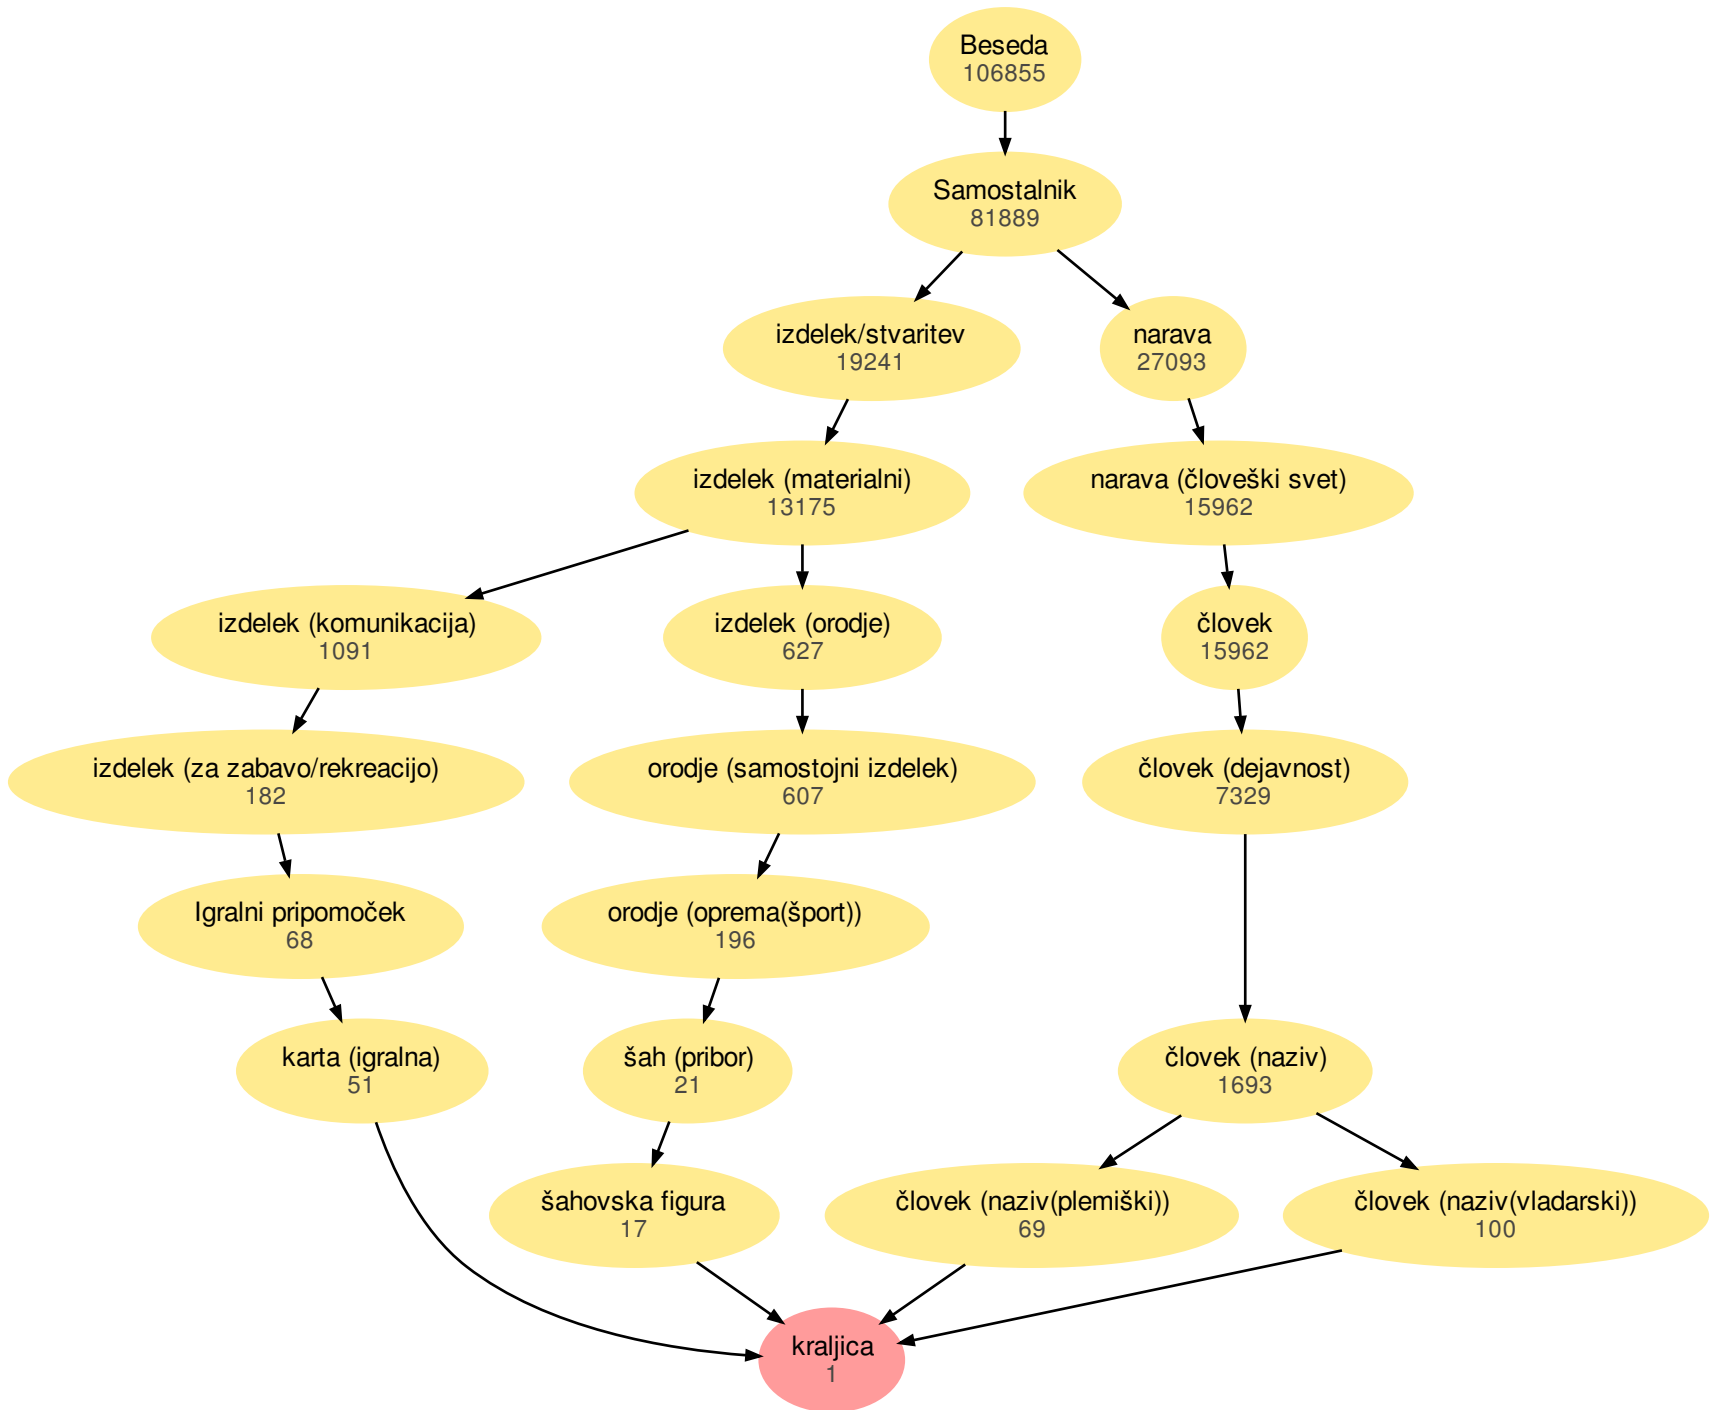 Beseda
106855
Samostalnik
81889
izdelek/stvaritev
19241
narava
27093
izdelek (materialni)
13175
narava (človeški svet)
15962
izdelek (komunikacija)
1091
izdelek (orodje)
627
človek
15962
izdelek (za zabavo/rekreacijo)
182
orodje (samostojni izdelek)
607
človek (dejavnost)
7329
Igralni pripomoček
68
orodje (oprema(šport))
196
karta (igralna)
51
šah (pribor)
21
človek (naziv)
1693
šahovska figura
17
človek (naziv(plemiški))
69
človek (naziv(vladarski))
100
kraljica
1